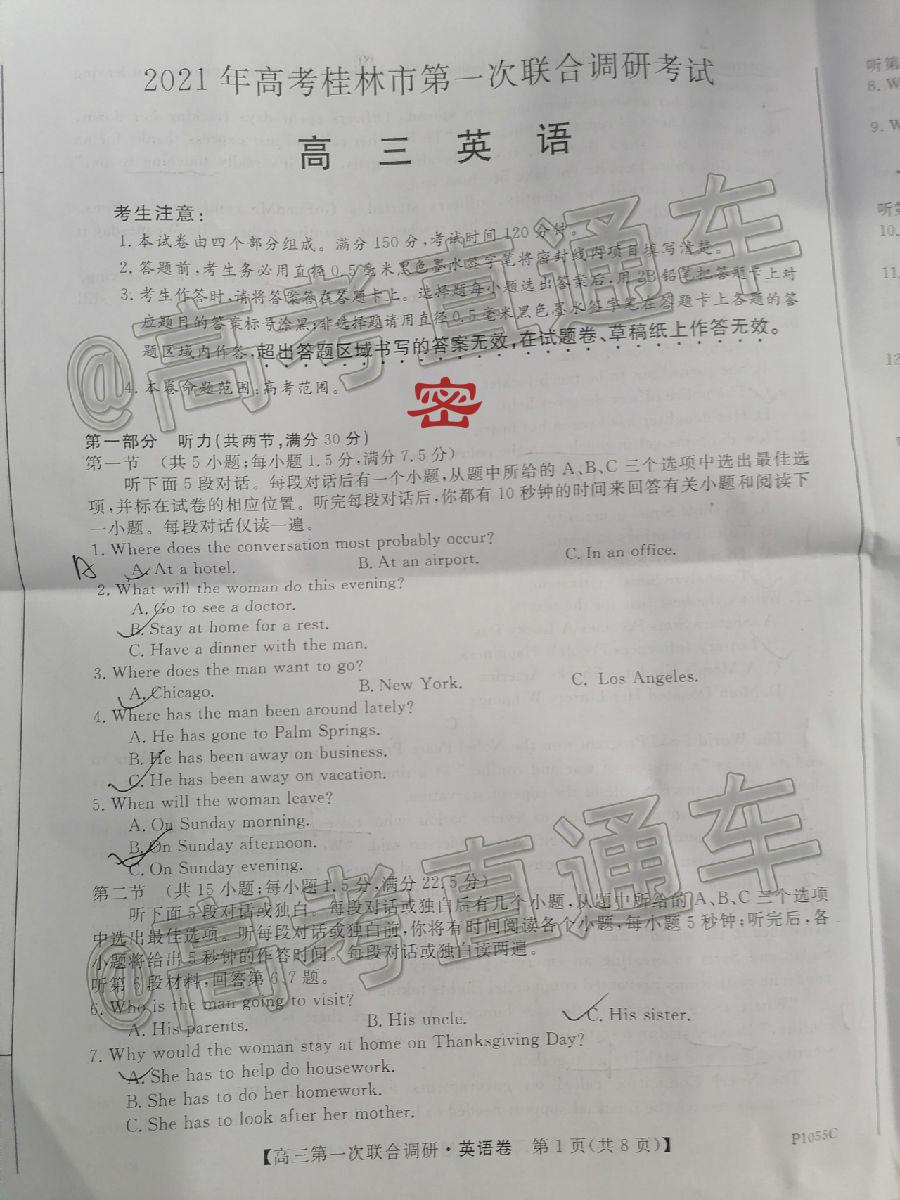 2021年高考桂林市第一次联合调研考试
高三英语
考生注意：
1.本试卷由四个部分组成。满分150分，考试时间120分钟。
2.答题前，考生务必用直径0.5毫米黑色墨水签字笔将密封线内项目填写清楚。
3.考生作答时，请将答案答在答题卡上。选择题每小题选出答案后，用2B铅笔把答题卡上对
应题目的答案标号涂黑；非选择题请用直径0.5毫米黑色墨水签字笔在答题卡上各题的答
题区域内作答，超出答题区域书写的答案无效，在试题卷、草稿纸上作答无效。
4.本卷命题范围：高考范围。
密
第一部分 听力（共两节，满分30分）
第一节 （共5小题；每小题1.5分，满分7.5分）
听下面5段对话。每段对话后有一个小题，从题中所给的A、B、C三个选项中选出最佳选
项，并标在试卷的相应位置。听完每段对话后，你都有10秒钟的时间来回答有关小题和阅读下
一小题。每段对话仅读一遍。
1. Where does the conversation most probably occur?
A
A. At a hotel. B. At an airport. C. In an office.
2. What will the woman do this evening?
A. Go to see a doctor.
B. Stay at home for a rest.
C. Have a dinner with the man.
3. Where does the man want to go?
A. Chicago. B. New York. C. Los Angeles.
4. Where has the man been around lately?
A. He has gone to Palm Springs.
B. He has been away on business.
C. He has been away on vacation.
5. When will the woman leave?
A. On Sunday morning.
B. On Sunday afternoon.
C. On Sunday evening.
第二节 （共15小题；每小题1.5分，满分22.5分）
听下面5段对话或独白。每段对话或独白后有几个小题，从题中所给的A、B、C三个选项
中选出最佳选项。听每段对话或独白前，你将有时间阅读各个小题，每小题5秒钟；听完后，各
小题将给出5秒钟的作答时间。每段对话或独白读两遍。
听第6段材料，回答第6、7题。
6. Who is the man going to visit?
A. His parents. B. His uncle. C. His sister.
7. Why would the woman stay at home on Thanksgiving Day?
A. She has to help do housework.
B. She has to do her homework.
C. She has to look after her mother.
【高三第一次联合调研·英语卷 第1页（共8页）】
P1055C
@高考直通车
@高考直通车
听第
8. W
9. W
听第
10.
11.
12